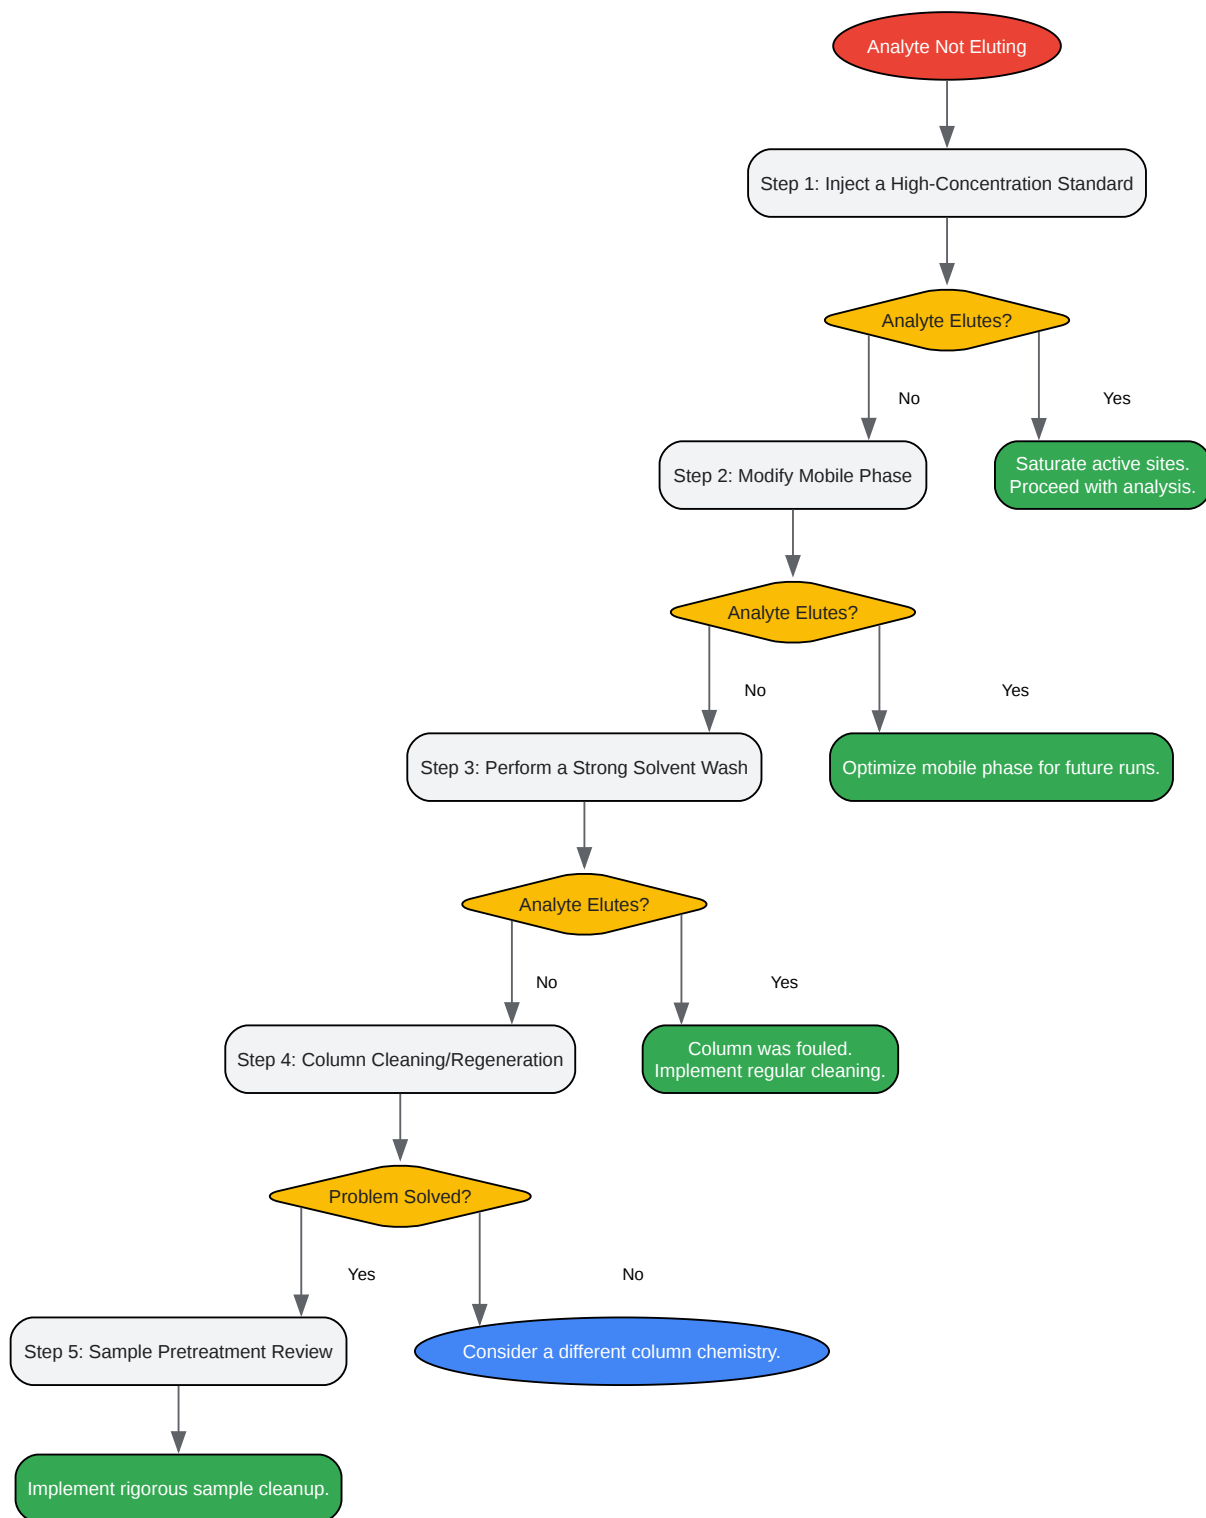 Analyte Not Eluting
Step 1: Inject a High-Concentration Standard
Analyte Elutes?
No
Yes
Step 2: Modify Mobile Phase
Saturate active sites.
Proceed with analysis.
Analyte Elutes?
No
Yes
Step 3: Perform a Strong Solvent Wash
Optimize mobile phase for future runs.
Analyte Elutes?
No
Yes
Step 4: Column Cleaning/Regeneration
Column was fouled.
Implement regular cleaning.
Problem Solved?
Yes
No
Step 5: Sample Pretreatment Review
Consider a different column chemistry.
Implement rigorous sample cleanup.